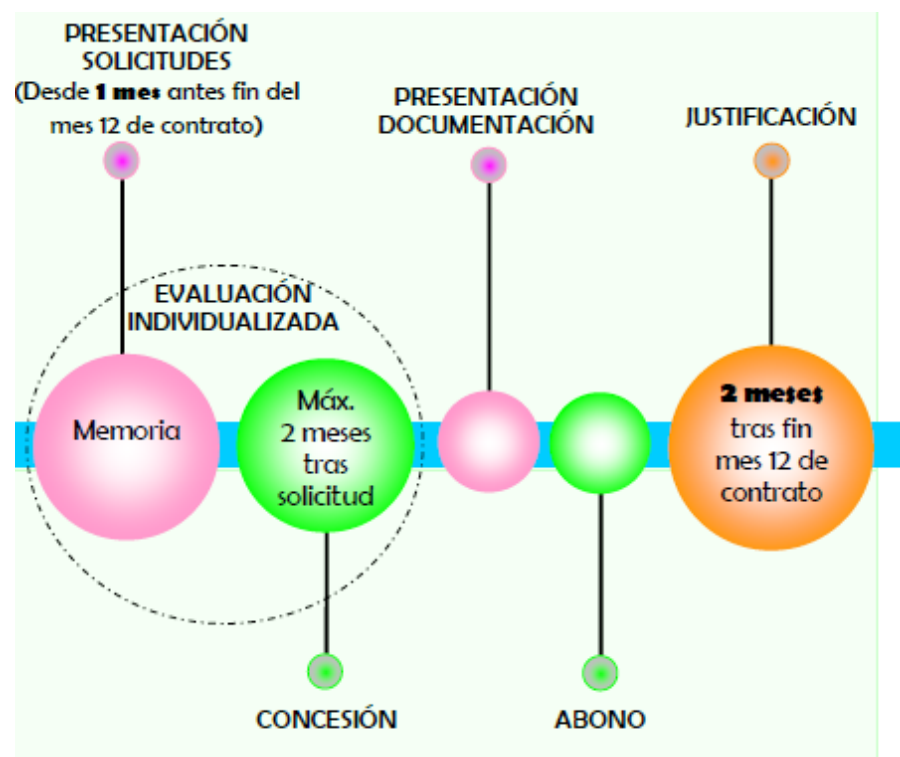 PRESENTACIÓN
SOLICITUDES
(Desde 1 mes antes fin del
mes 12 de contrato)
PRESENTACIÓN
DOCUMENTACIÓN
JUSTIFICACIÓN
EVALUACIÓN
INDIVIDUALIZADA
Memoria
Máx.
2 meses
tras
solicitud
2 meses
tras fin
mes 12 de
contrato
CONCESIÓN
ABONO